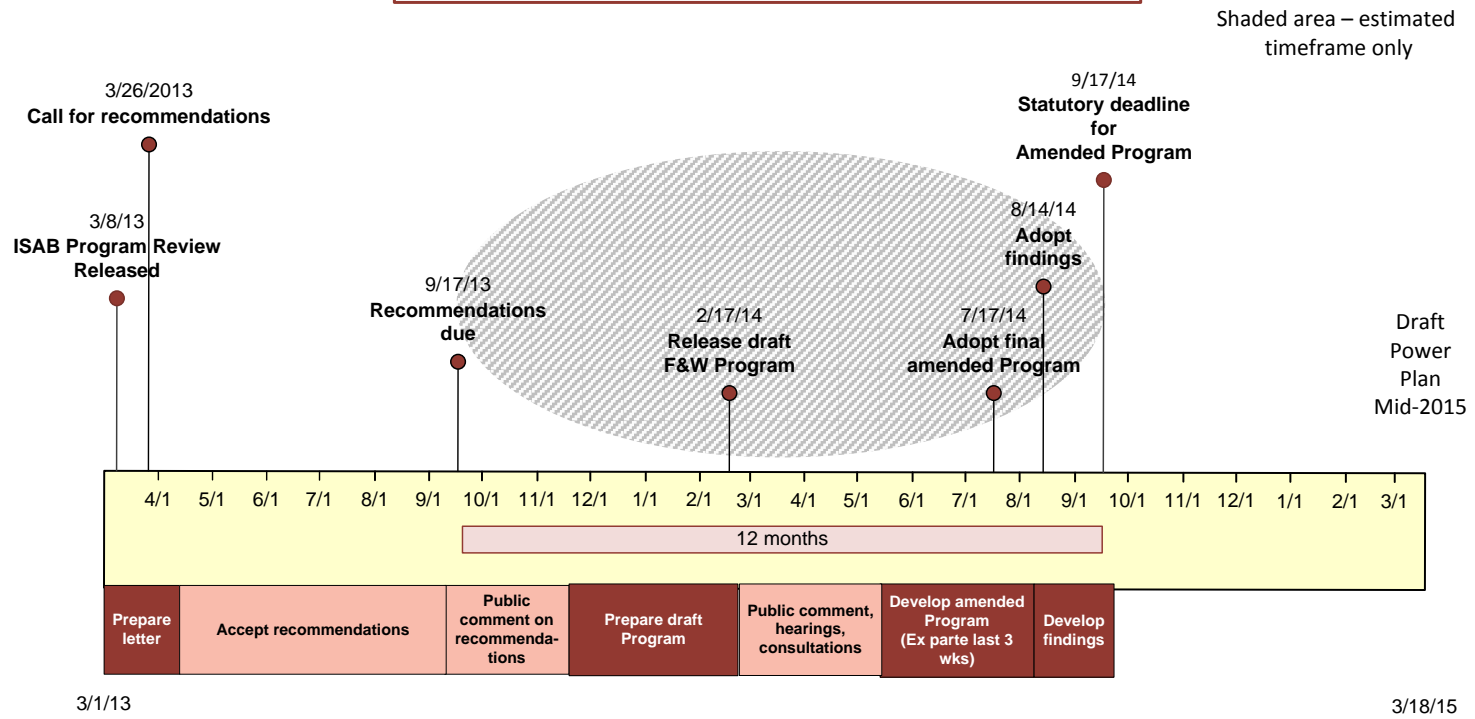 Shaded area – estimated
timeframe only
3/26/2013
Call for recommendations
9/17/14
Statutory deadline
for
Amended Program
3/8/13
ISAB Program Review
Released
8/14/14
Adopt
findings
9/17/13
Recommendations
due
2/17/14
Release draft
F&W Program
7/17/14
Adopt final
amended Program
Draft
Power
Plan
Mid-2015
4/1 5/1 6/1 7/1 8/1 9/1 10/1 11/1 12/1 1/1 2/1 3/1 4/1 5/1 6/1 7/1 8/1 9/1 10/1 11/1 12/1 1/1 2/1 3/1
12 months
Prepare
letter
Accept recommendations
Public
comment on
recommenda-
tions
Prepare draft
Program
Public comment,
hearings,
consultations
Develop amended
Program
(Ex parte last 3
wks)
Develop
findings
3/1/13
3/18/15